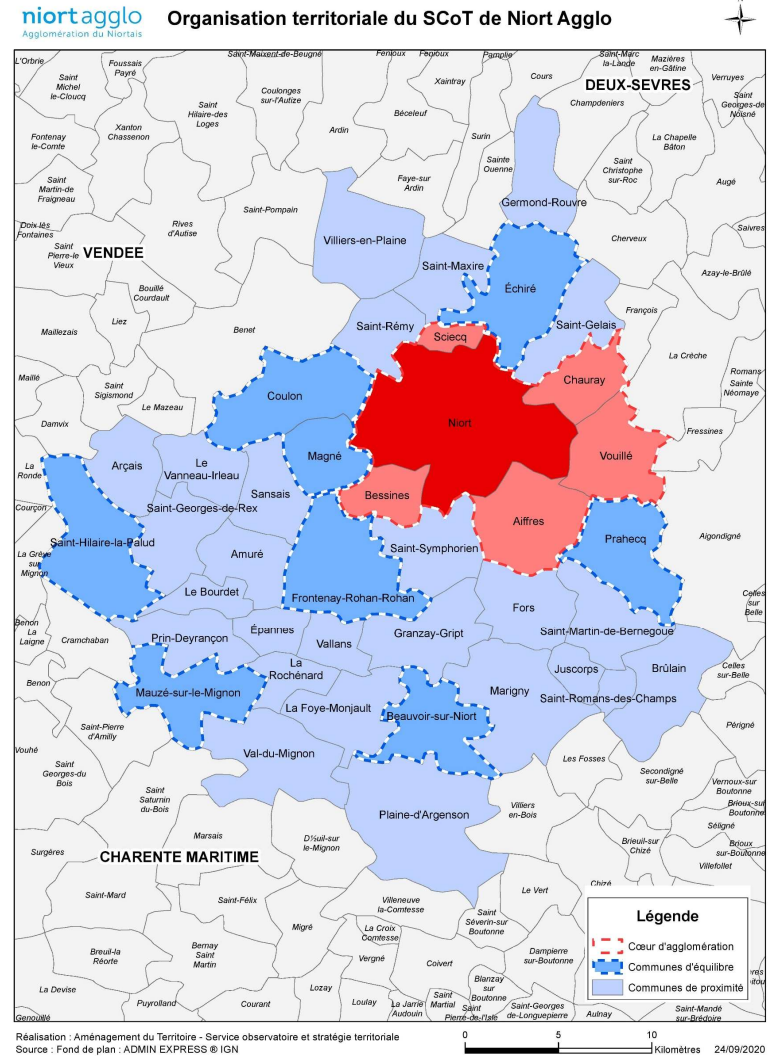 niort agglo
Agglomération du Niortais
Organisation territoriale du SCoT de Niort Agglo
N
L'Orbrie
Foussais
Payré
Saint-Maixent-de-Beugné
Fenioux
Fenioux
Pamplie
Saint-Marc
la-Lande
Mazières
en-Gâtine
Verruyes
Saint
Michel
le-Cloucq
Coulonges
sur-l'Autize
Xaintray
Cours
DEUX-SEVRES
Saint
Georges-de
Noisné
Champdeniers
Saint
Hilaire-des
Loges
Béceleuf
Xanton
Chassenon
Ardin
Surin
Fontenay
le-Comte
La Chapelle
Bâton
Sainte
Ouenne
Saint
Christophe
sur-Roc
Saint
Martin-de
Fraigneau
Faye-sur
Ardin
Augé
Germond-Rouvre
Saint-Pompain
Doix-lès
Fontaines
Rives
d'Autise
Saivres
Villiers-en-Plaine
Cherveux
Saint
Pierre-le
Vieux
VENDEE
Saint-Maxire
Azay-le-Brûlé
Échiré
Bouillé
Courdault
François
Maillezais
Liez
Benet
Saint-Rémy
Saint-Gelais
Sciecq
La Crèche
Romans
Maillé
Chauray
Sainte
Néomaye
Saint
Sigismond
Coulon
Le Mazeau
Damvix
Niort
Fressines
Magné
Vouillé
La
Ronde
Arçais
Le
Vanneau-Irleau
Sansais
Bessines
Courçon
Saint-Georges-de-Rex
Aiffres
Saint-Hilaire-la-Palud
Prahecq
Aigondigné
La Grève
sur
Mignon
Amuré
Saint-Symphorien
Le Bourdet
Frontenay-Rohan-Rohan
Celles
sur
Belle
Fors
Benon
La
Laigne
Cramchaban
Prin-Deyrançon
Épannes
Vallans
Granzay-Gript
Saint-Martin-de-Bernegoue
Benon
La
Rochénard
Juscorps
Brûlain
Celles
sur-Belle
Mauzé-sur-le-Mignon
Marigny
Saint-Romans-des-Champs
La Foye-Monjault
Beauvoir-sur-Niort
Saint-Pierre
d'Amilly
Périgné
Vouhé
Val-du-Mignon
Les Fosses
Saint
Georges-du
Bois
Secondigné
sur-Belle
Vernoux-sur
Boutonne
Saint
Saturnin
du-Bois
Plaine-d'Argenson
Villiers
en-Bois
Brioux-sur
Boutonne
Séligné
Marsais
D½uil-sur
le-Mignon
Brieuil-sur
Chizé
Brioux
sur-Boutonne
Surgères
CHARENTE MARITIME
Villefollet
Chizé
Saint-Mard
Saint-Félix
Villeneuve
la-Comtesse
Le Vert
Migré
Saint
Séverin-sur
Boutonne
La Croix
Comtesse
Breuil-la
Réorte
Bernay
Saint
Martin
Vergné
Coivert
Dampierre
sur-Boutonne
Blanzay
sur
Boutonne
La Devise
Lozay
Puyrolland
Courant
Loulay
La Jarrie
Audouin
Saint
Martial
Saint
Pierre-de-l'Isle
Saint-Georges
de-Longuepierre
Aulnay
Saint-Mandé
sur-Brédoire
Genouillé
Légende
Cœur d'agglomération
Communes d'équilibre
Communes de proximité
Réalisation : Aménagement du Territoire - Service observatoire et stratégie territoriale
Source : Fond de plan : ADMIN EXPRESS ® IGN
0 5 10
Kilomètres
24/09/2020